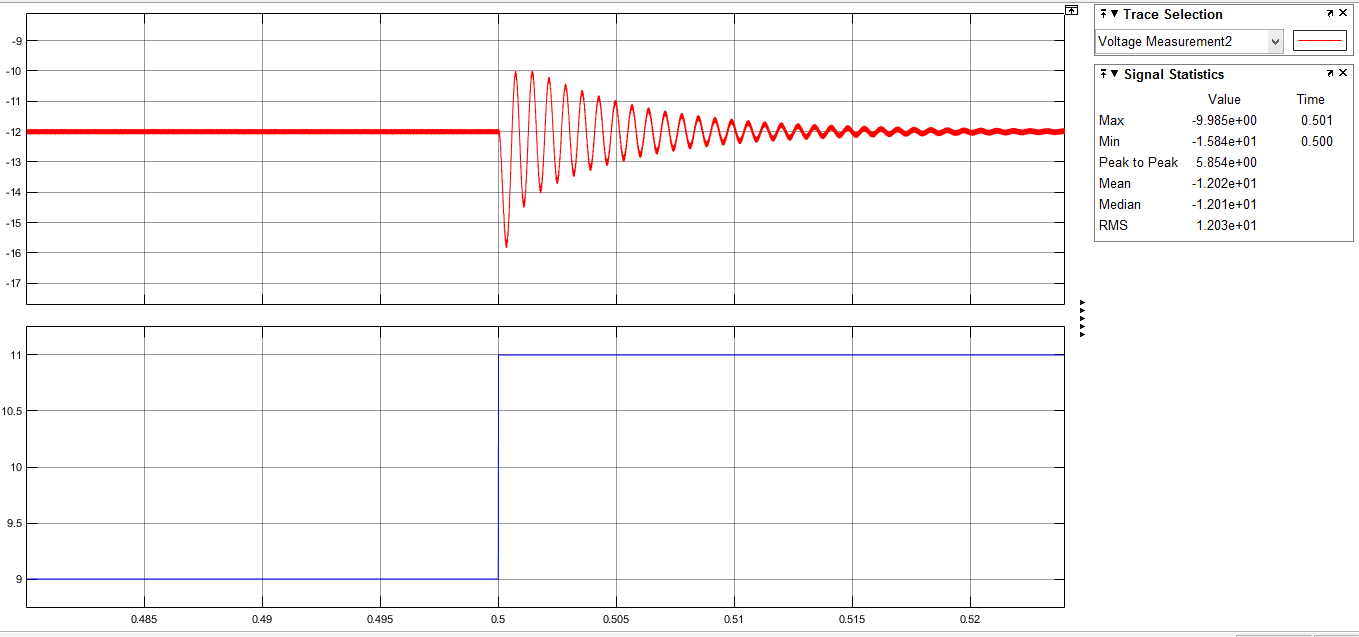 -9
-10
-11
-12
-13
-14
-15
-16
-17
11
10.5
10
9.5
9
0.485 0.49 0.495 0.5 0.505 0.51 0.515 0.52
Trace Selection
Voltage Measurement2
Signal Statistics
Value Time
Max -9.985e+00 0.501
Min -1.584e+01 0.500
Peak to Peak 5.854e+00
Mean -1.202e+01
Median -1.201e+01
RMS 1.203e+01